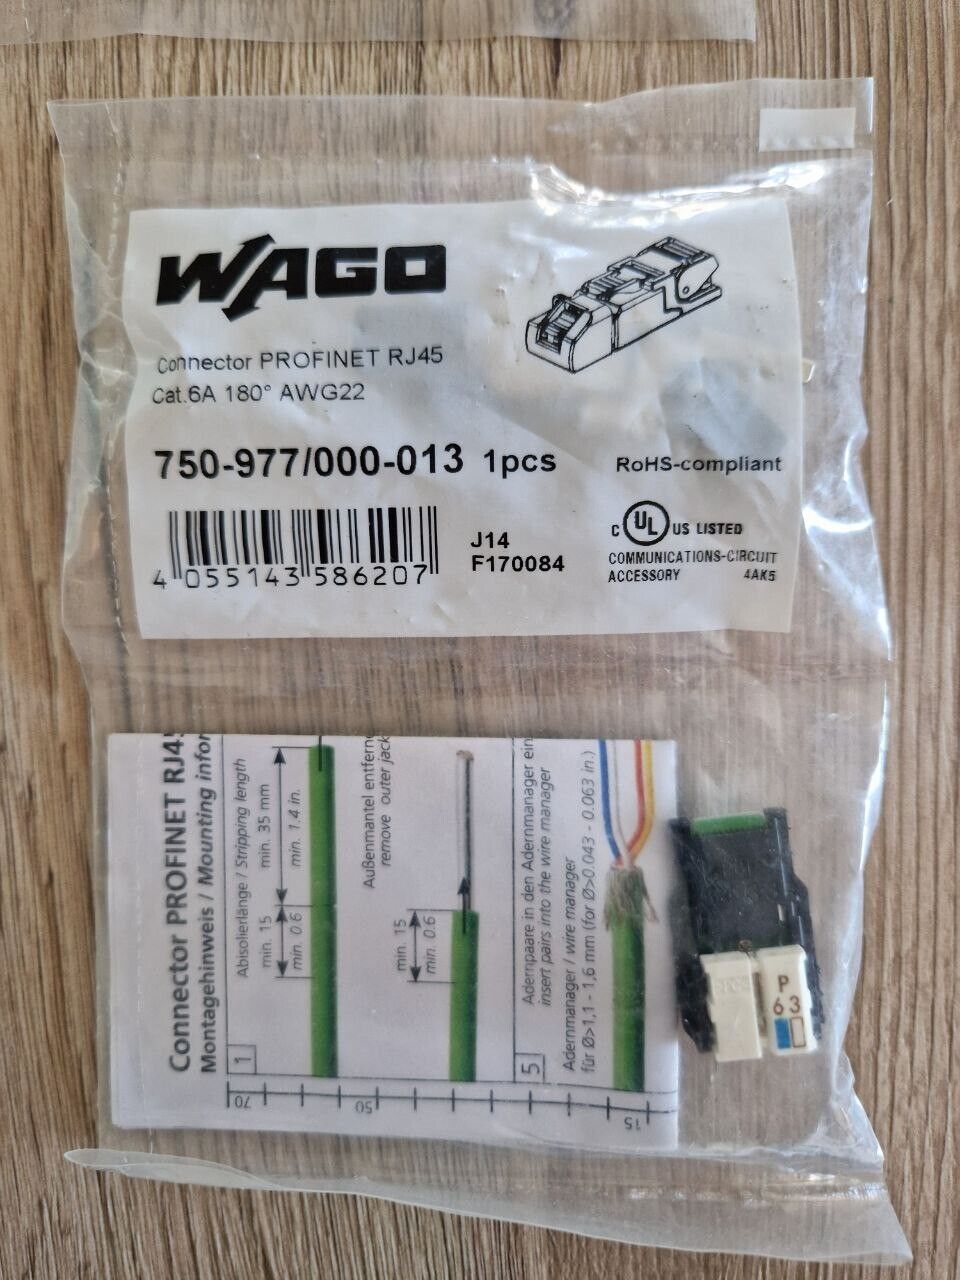 WAGO
Connector PROFINET RJ45
Cat.6A 180° AWG22
750-977/000-013 1pcs
RoHS-compliant
4 055143 586207
J14
F170084
C UL US LISTED
COMMUNICATIONS-CIRCUIT
ACCESSORY 4AK5
Connector PROFINET RJ45
Montagehinweis / Mounting infor
1
Abisolierlänge / Stripping length
min. 15
min. 0.6
min. 35 mm
min. 1.4 in.
Außenmantel entfern
remove outer jack
min. 15
min. 0.6
5
Adernpaare in den Adernmanager ein
insert pairs into the wire manager
Adernmanager / wire manager
für Ø>1,1 - 1,6 mm (for Ø>0.043 - 0.063 in.)
70
50
15
P
63